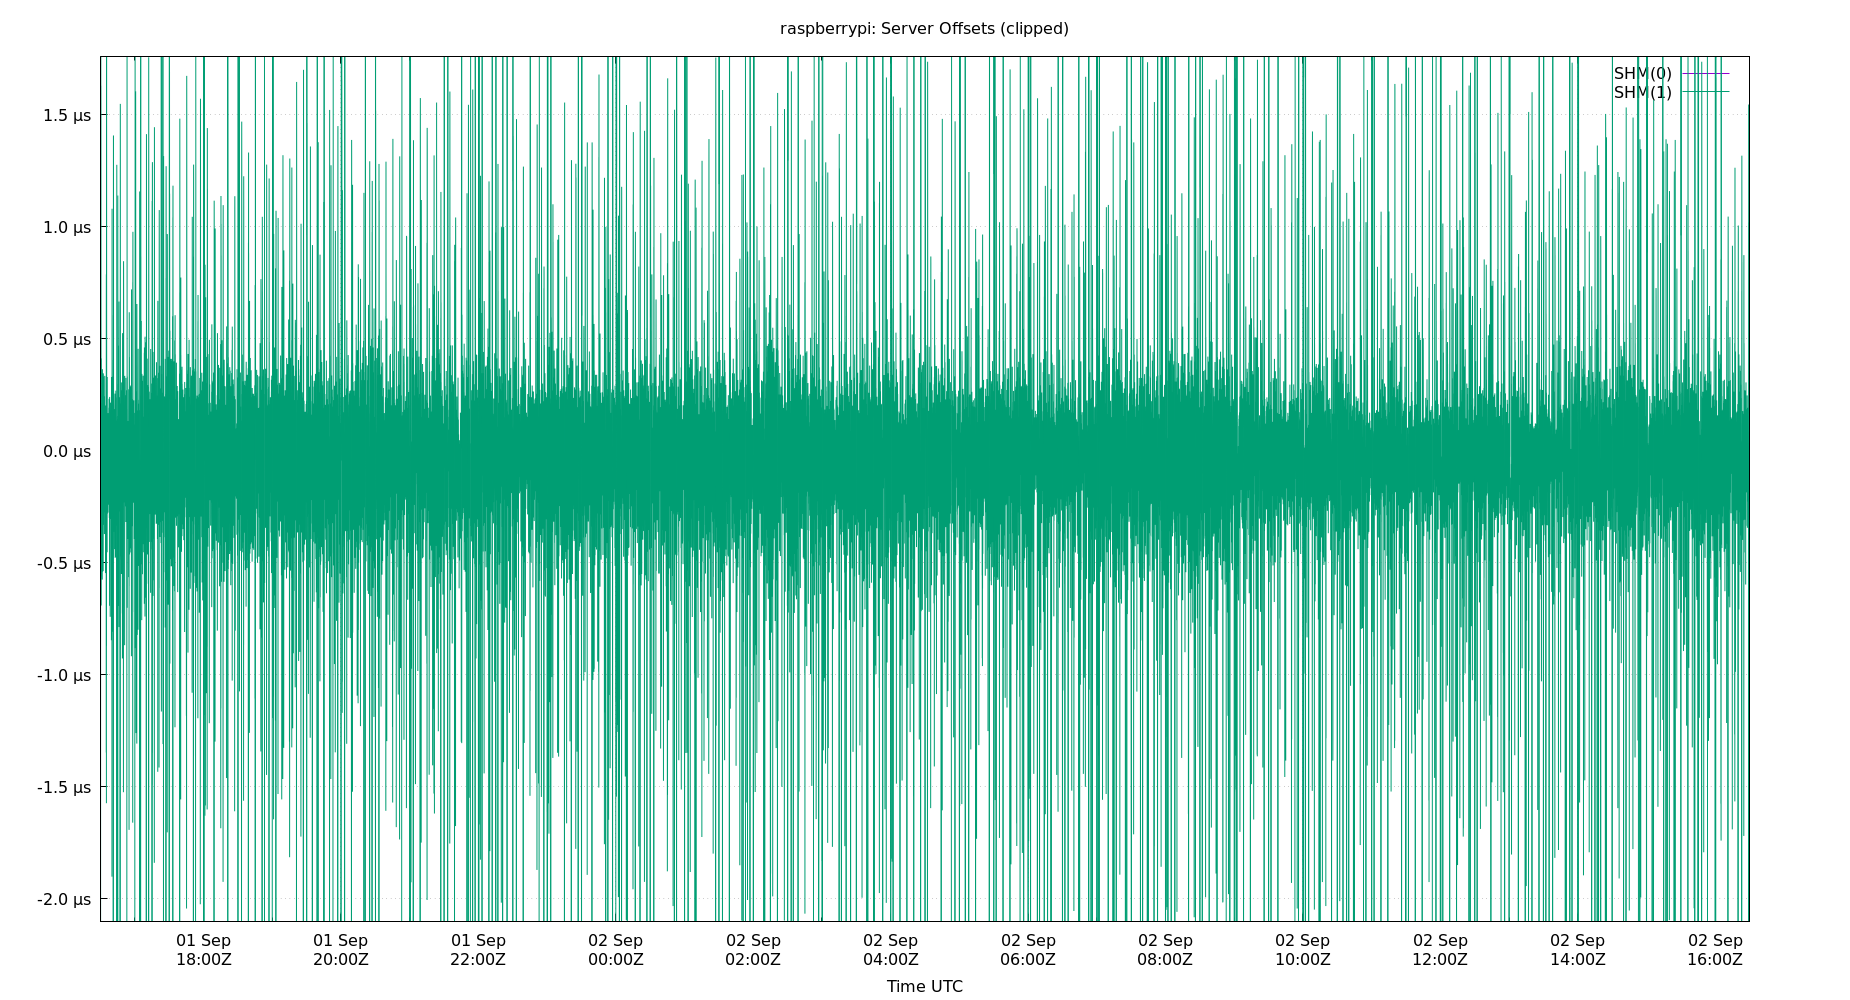 raspberrypi: Server Offsets (clipped)
SHM(0)
SHM(1)
1.5 µs
1.0 µs
0.5 µs
0.0 µs
-0.5 µs
-1.0 µs
-1.5 µs
-2.0 µs
01 Sep 01 Sep 01 Sep 02 Sep 02 Sep 02 Sep 02 Sep 02 Sep 02 Sep 02 Sep 02 Sep 02 Sep
18:00Z 20:00Z 22:00Z 00:00Z 02:00Z 04:00Z 06:00Z 08:00Z 10:00Z 12:00Z 14:00Z 16:00Z
Time UTC